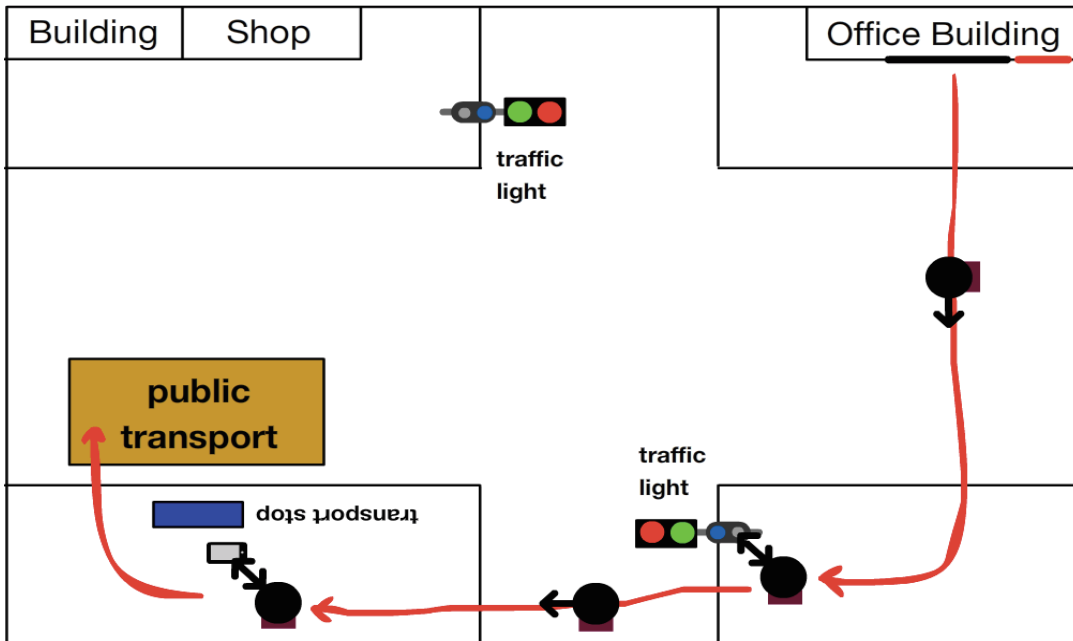 Building
Shop
Office Building
traffic
light
public
transport
traffic
light
transport stop